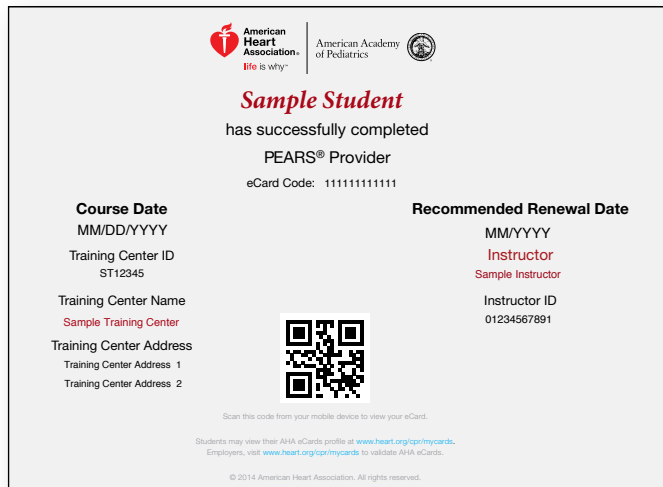 American
Heart
Association®
life is why™
American Academy
of Pediatrics
Sample Student
has successfully completed
PEARS® Provider
eCard Code: 111111111111
Course Date
MM/DD/YYYY
Training Center ID
ST12345
Training Center Name
Sample Training Center
Training Center Address
Training Center Address 1
Training Center Address 2
Recommended Renewal Date
MM/YYYY
Instructor
Sample Instructor
Instructor ID
01234567891
Scan this code from your mobile device to view your eCard.
Students may view their AHA eCards profile at www.heart.org/cpr/mycards.
Employers, visit www.heart.org/cpr/mycards to validate AHA eCards.
© 2014 American Heart Association. All rights reserved.